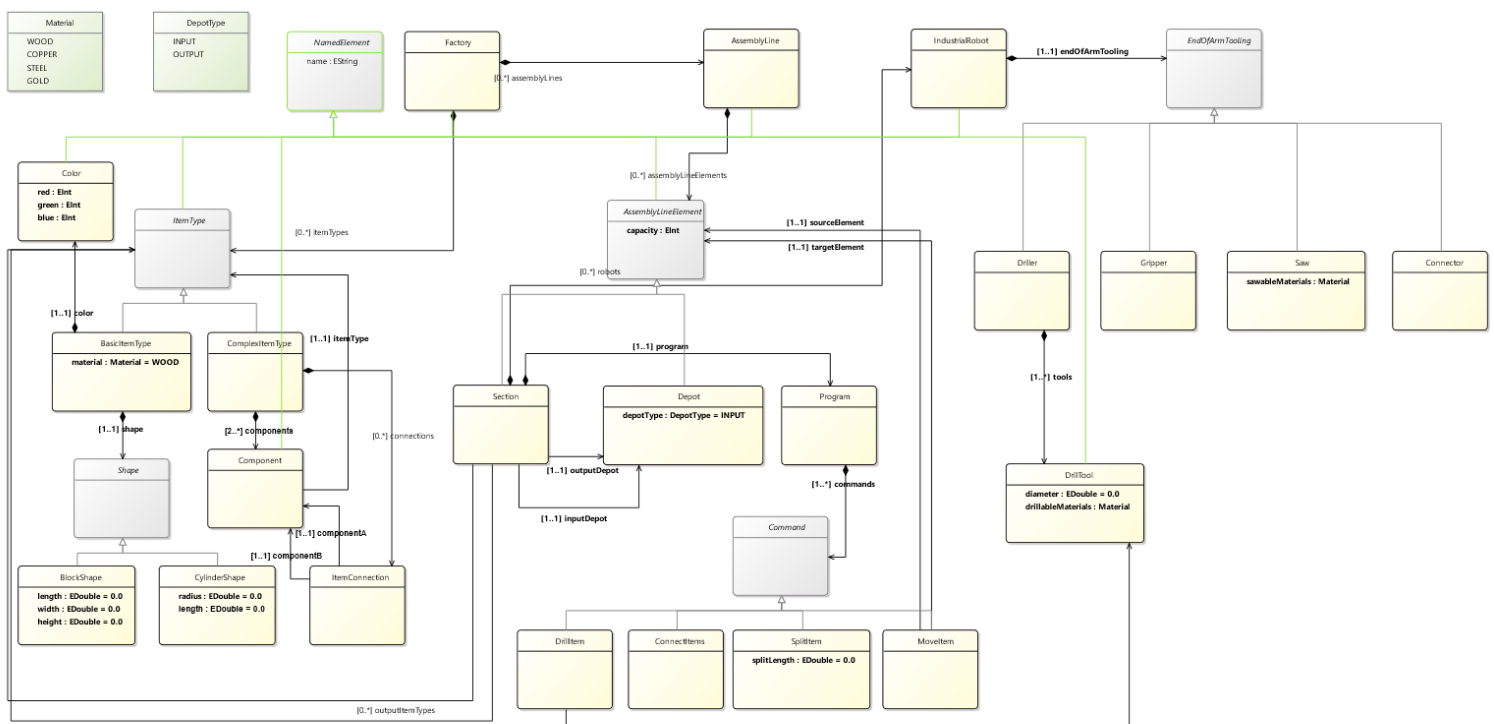 Material
WOOD
COPPER
STEEL
GOLD
DepotType
INPUT
OUTPUT
NamedElement
name : EString
Factory
[0..*] assemblyLines
AssemblyLine
IndustrialRobot
[1..1] endOfArmTooling
EndOfArmTooling
Color
red : EInt
green : EInt
blue : EInt
ItemType
[0..*] itemTypes
[0..*] assemblyLineElements
AssemblyLineElement
capacity : EInt
[1..1] sourceElement
[1..1] targetElement
[0..*] robots
Driller
Gripper
Saw
sawableMaterials : Material
Connector
[1..1] color
BasicItemType
material : Material = WOOD
ComplexItemType
[1..1] itemType
[1..1] program
Section
Depot
depotType : DepotType = INPUT
Program
[1..*] tools
[1..1] shape
[2..*] components
[0..*] connections
Shape
Component
[1..1] outputDepot
[1..1] inputDepot
[1..*] commands
DrillTool
diameter : EDouble = 0.0
drillableMaterials : Material
Command
[1..1] componentA
[1..1] componentB
BlockShape
length : EDouble = 0.0
width : EDouble = 0.0
height : EDouble = 0.0
CylinderShape
radius : EDouble = 0.0
length : EDouble = 0.0
ItemConnection
DrillItem
ConnectItems
SplitItem
splitLength : EDouble = 0.0
MoveItem
[0..*] outputItemTypes